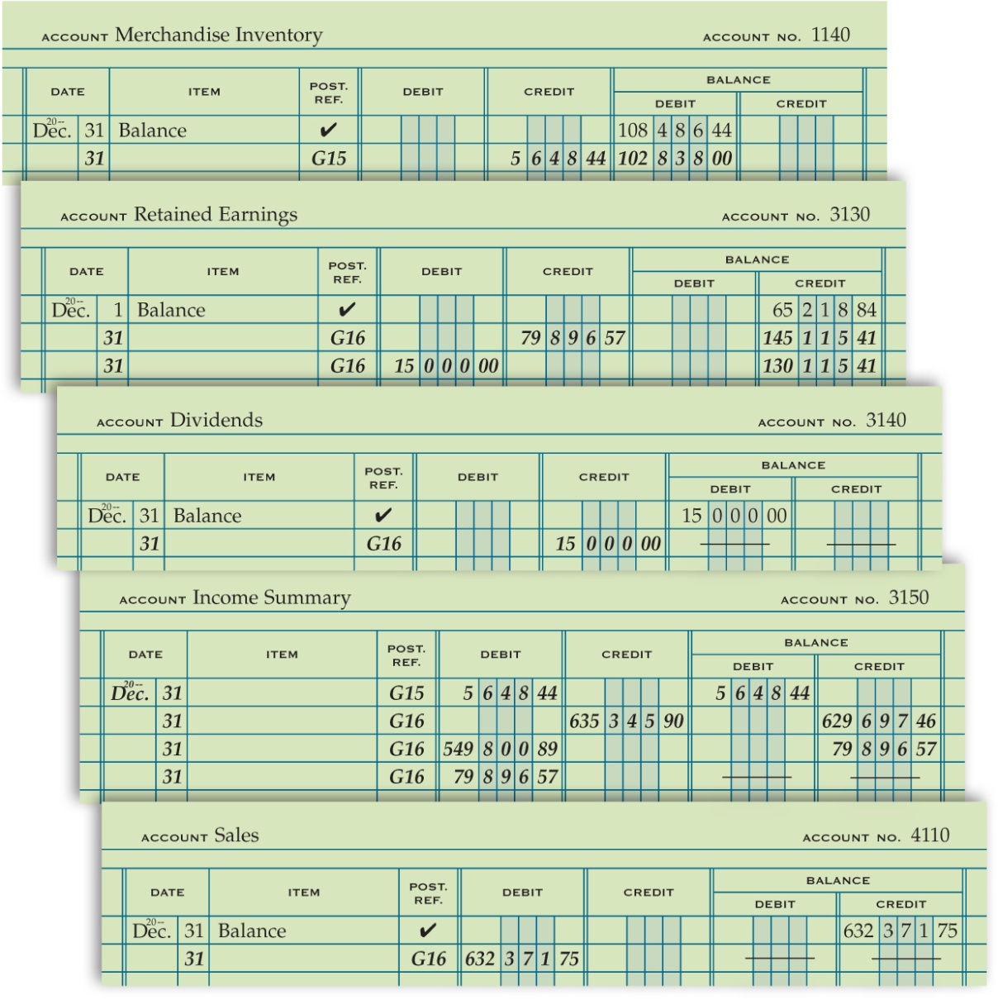 ACCOUNT Merchandise Inventory ACCOUNT NO. 1140
DATE ITEM POST. REF. DEBIT CREDIT BALANCE
DEBIT CREDIT
20-- Dec. 31 Balance ✔ 108 4 8 6 44
31 G15 5 6 4 8 44 102 8 3 8 00
ACCOUNT Retained Earnings ACCOUNT NO. 3130
DATE ITEM POST. REF. DEBIT CREDIT BALANCE
DEBIT CREDIT
20-- Dec. 1 Balance ✔ 65 2 1 8 84
31 G16 79 8 9 6 57 145 1 1 5 41
31 G16 15 0 0 0 00 130 1 1 5 41
ACCOUNT Dividends ACCOUNT NO. 3140
DATE ITEM POST. REF. DEBIT CREDIT BALANCE
DEBIT CREDIT
20-- Dec. 31 Balance ✔ 15 0 0 0 00
31 G16 15 0 0 0 00
ACCOUNT Income Summary ACCOUNT NO. 3150
DATE ITEM POST. REF. DEBIT CREDIT BALANCE
DEBIT CREDIT
20-- Dec. 31 G15 5 6 4 8 44 5 6 4 8 44
31 G16 635 3 4 5 90 629 6 9 7 46
31 G16 549 8 0 0 89 79 8 9 6 57
31 G16 79 8 9 6 57
ACCOUNT Sales ACCOUNT NO. 4110
DATE ITEM POST. REF. DEBIT CREDIT BALANCE
DEBIT CREDIT
20-- Dec. 31 Balance ✔ 632 3 7 1 75
31 G16 632 3 7 1 75